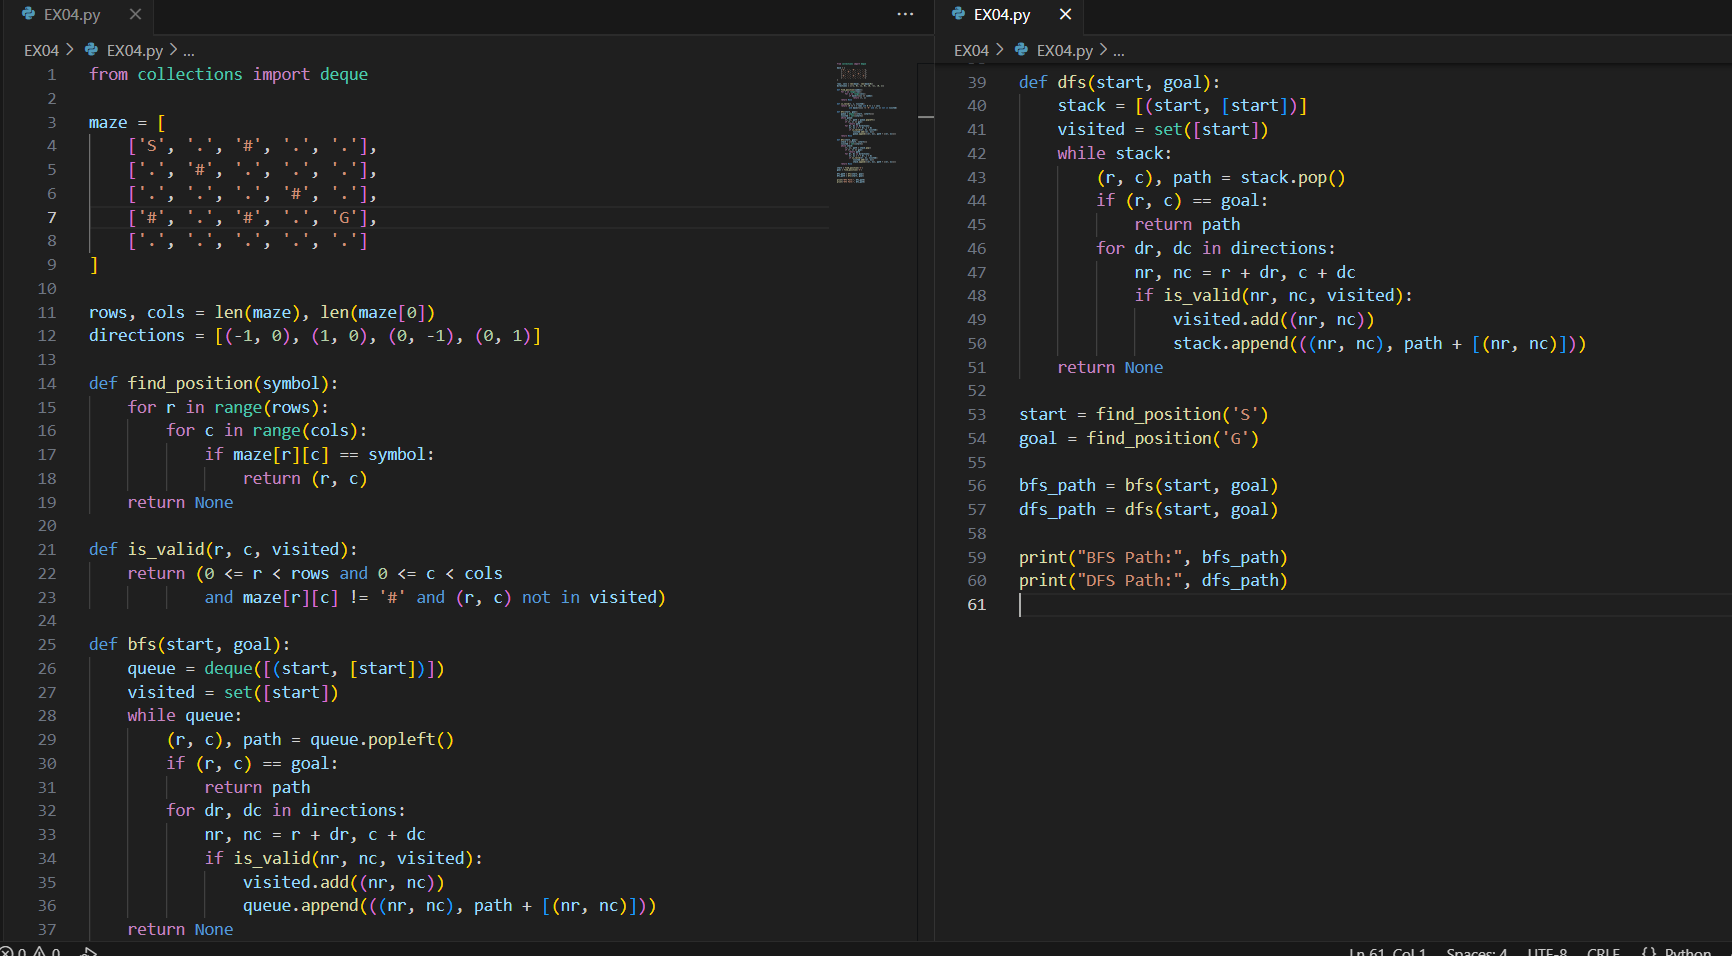 EX04.py
EX04 > EX04.py > ...
1 from collections import deque
2
3 maze = [
4     ['S', '.', '#', '.', '.'],
5     ['.', '#', '.', '.', '.'],
6     ['.', '.', '.', '#', '.'],
7     ['#', '.', '#', '.', 'G'],
8     ['.', '.', '.', '.', '.']
9 ]
10
11 rows, cols = len(maze), len(maze[0])
12 directions = [(-1, 0), (1, 0), (0, -1), (0, 1)]
13
14 def find_position(symbol):
15     for r in range(rows):
16         for c in range(cols):
17             if maze[r][c] == symbol:
18                 return (r, c)
19     return None
20
21 def is_valid(r, c, visited):
22     return (0 <= r < rows and 0 <= c < cols
23             and maze[r][c] != '#' and (r, c) not in visited)
24
25 def bfs(start, goal):
26     queue = deque([(start, [start])])
27     visited = set([start])
28     while queue:
29         (r, c), path = queue.popleft()
30         if (r, c) == goal:
31             return path
32         for dr, dc in directions:
33             nr, nc = r + dr, c + dc
34             if is_valid(nr, nc, visited):
35                 visited.add((nr, nc))
36                 queue.append(((nr, nc), path + [(nr, nc)]))
37     return None
EX04.py
EX04 > EX04.py > ...
39 def dfs(start, goal):
40     stack = [(start, [start])]
41     visited = set([start])
42     while stack:
43         (r, c), path = stack.pop()
44         if (r, c) == goal:
45             return path
46         for dr, dc in directions:
47             nr, nc = r + dr, c + dc
48             if is_valid(nr, nc, visited):
49                 visited.add((nr, nc))
50                 stack.append(((nr, nc), path + [(nr, nc)]))
51     return None
52
53 start = find_position('S')
54 goal = find_position('G')
55
56 bfs_path = bfs(start, goal)
57 dfs_path = dfs(start, goal)
58
59 print("BFS Path:", bfs_path)
60 print("DFS Path:", dfs_path)
61
0 0 Ln 61, Col 1 Spaces: 4 UTF-8 CRLF {} Python